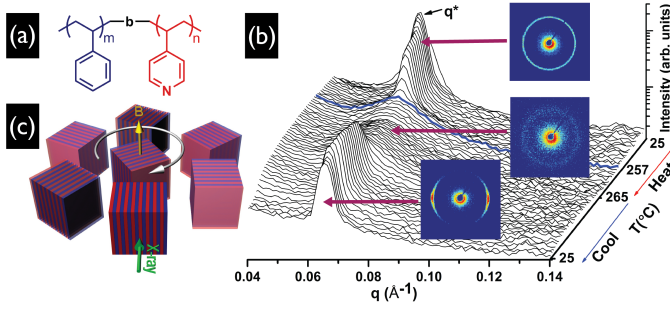 (a)
b
m
n
N
(b)
q*
Intensity (arb. units)
(c)
B
X-ray
25
257
265
25
Heat
Cool
T(°C)
0.04
0.06
0.08
0.10
0.12
0.14
q (Å⁻¹)